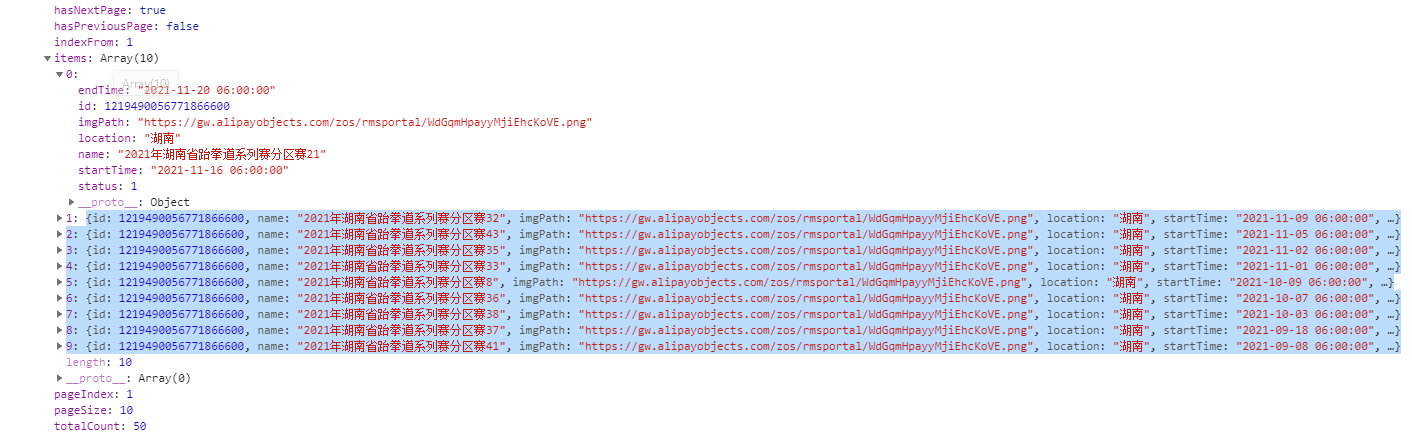 hasNextPage: true
hasPreviousPage: false
indexFrom: 1
items: Array(10)
0:
Array(10)
endTime: "2021-11-20 06:00:00"
id: 1219490056771866600
imgPath: "https://gw.alipayobjects.com/zos/rmsportal/WdGqmHpayyMjiEhcKoVE.png"
location: "湖南"
name: "2021年湖南省跆拳道系列赛分区赛21"
startTime: "2021-11-16 06:00:00"
status: 1
__proto__: Object
1: {id: 1219490056771866600, name: "2021年湖南省跆拳道系列赛分区赛32", imgPath: "https://gw.alipayobjects.com/zos/rmsportal/WdGqmHpayyMjiEhcKoVE.png", location: "湖南", startTime: "2021-11-09 06:00:00", …}
2: {id: 1219490056771866600, name: "2021年湖南省跆拳道系列赛分区赛43", imgPath: "https://gw.alipayobjects.com/zos/rmsportal/WdGqmHpayyMjiEhcKoVE.png", location: "湖南", startTime: "2021-11-05 06:00:00", …}
3: {id: 1219490056771866600, name: "2021年湖南省跆拳道系列赛分区赛35", imgPath: "https://gw.alipayobjects.com/zos/rmsportal/WdGqmHpayyMjiEhcKoVE.png", location: "湖南", startTime: "2021-11-02 06:00:00", …}
4: {id: 1219490056771866600, name: "2021年湖南省跆拳道系列赛分区赛33", imgPath: "https://gw.alipayobjects.com/zos/rmsportal/WdGqmHpayyMjiEhcKoVE.png", location: "湖南", startTime: "2021-11-01 06:00:00", …}
5: {id: 1219490056771866600, name: "2021年湖南省跆拳道系列赛分区赛8", imgPath: "https://gw.alipayobjects.com/zos/rmsportal/WdGqmHpayyMjiEhcKoVE.png", location: "湖南", startTime: "2021-10-09 06:00:00", …}
6: {id: 1219490056771866600, name: "2021年湖南省跆拳道系列赛分区赛36", imgPath: "https://gw.alipayobjects.com/zos/rmsportal/WdGqmHpayyMjiEhcKoVE.png", location: "湖南", startTime: "2021-10-07 06:00:00", …}
7: {id: 1219490056771866600, name: "2021年湖南省跆拳道系列赛分区赛38", imgPath: "https://gw.alipayobjects.com/zos/rmsportal/WdGqmHpayyMjiEhcKoVE.png", location: "湖南", startTime: "2021-10-03 06:00:00", …}
8: {id: 1219490056771866600, name: "2021年湖南省跆拳道系列赛分区赛37", imgPath: "https://gw.alipayobjects.com/zos/rmsportal/WdGqmHpayyMjiEhcKoVE.png", location: "湖南", startTime: "2021-09-18 06:00:00", …}
9: {id: 1219490056771866600, name: "2021年湖南省跆拳道系列赛分区赛41", imgPath: "https://gw.alipayobjects.com/zos/rmsportal/WdGqmHpayyMjiEhcKoVE.png", location: "湖南", startTime: "2021-09-08 06:00:00", …}
length: 10
__proto__: Array(0)
pageIndex: 1
pageSize: 10
totalCount: 50